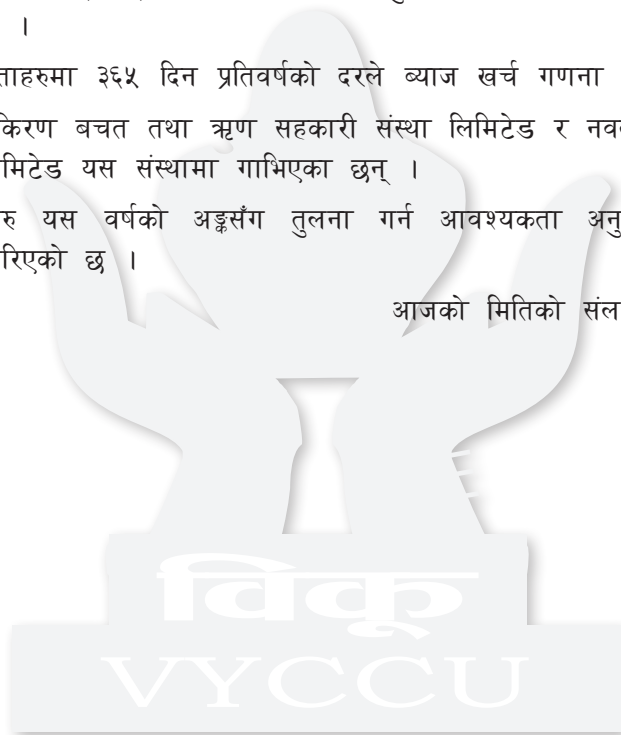 ।
ताहरुमा ३६५ दिन प्रतिवर्षको दरले ब्याज खर्च गणना
किरण बचत तथा ऋण सहकारी संस्था लिमिटेड र नव
मिटेड यस संस्थामा गाभिएका छन् ।
रु यस वर्षको अङ्कसँग तुलना गर्न आवश्यकता अनु
रिएको छ ।
आजको मितिको संल
विकू
VYCCU